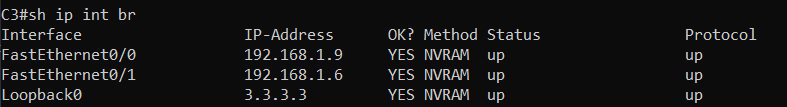 C3#sh ip int br
Interface IP-Address OK? Method Status Protocol
FastEthernet0/0 192.168.1.9 YES NVRAM up up
FastEthernet0/1 192.168.1.6 YES NVRAM up up
Loopback0 3.3.3.3 YES NVRAM up up